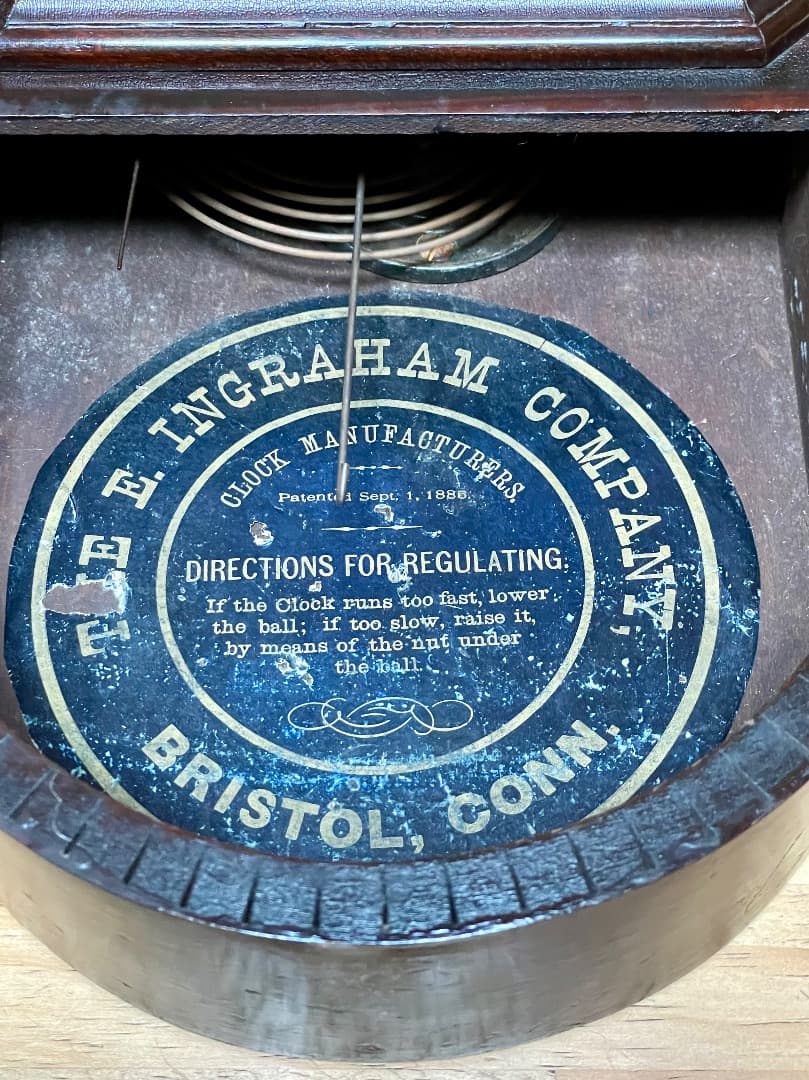 THE E. INGRAHAM COMPANY,
CLOCK MANUFACTURERS.
Patented Sept. 1, 1885.
DIRECTIONS FOR REGULATING:
If the Clock runs too fast, lower
the ball; if too slow, raise it,
by means of the nut under
the ball.
BRISTOL, CONN.